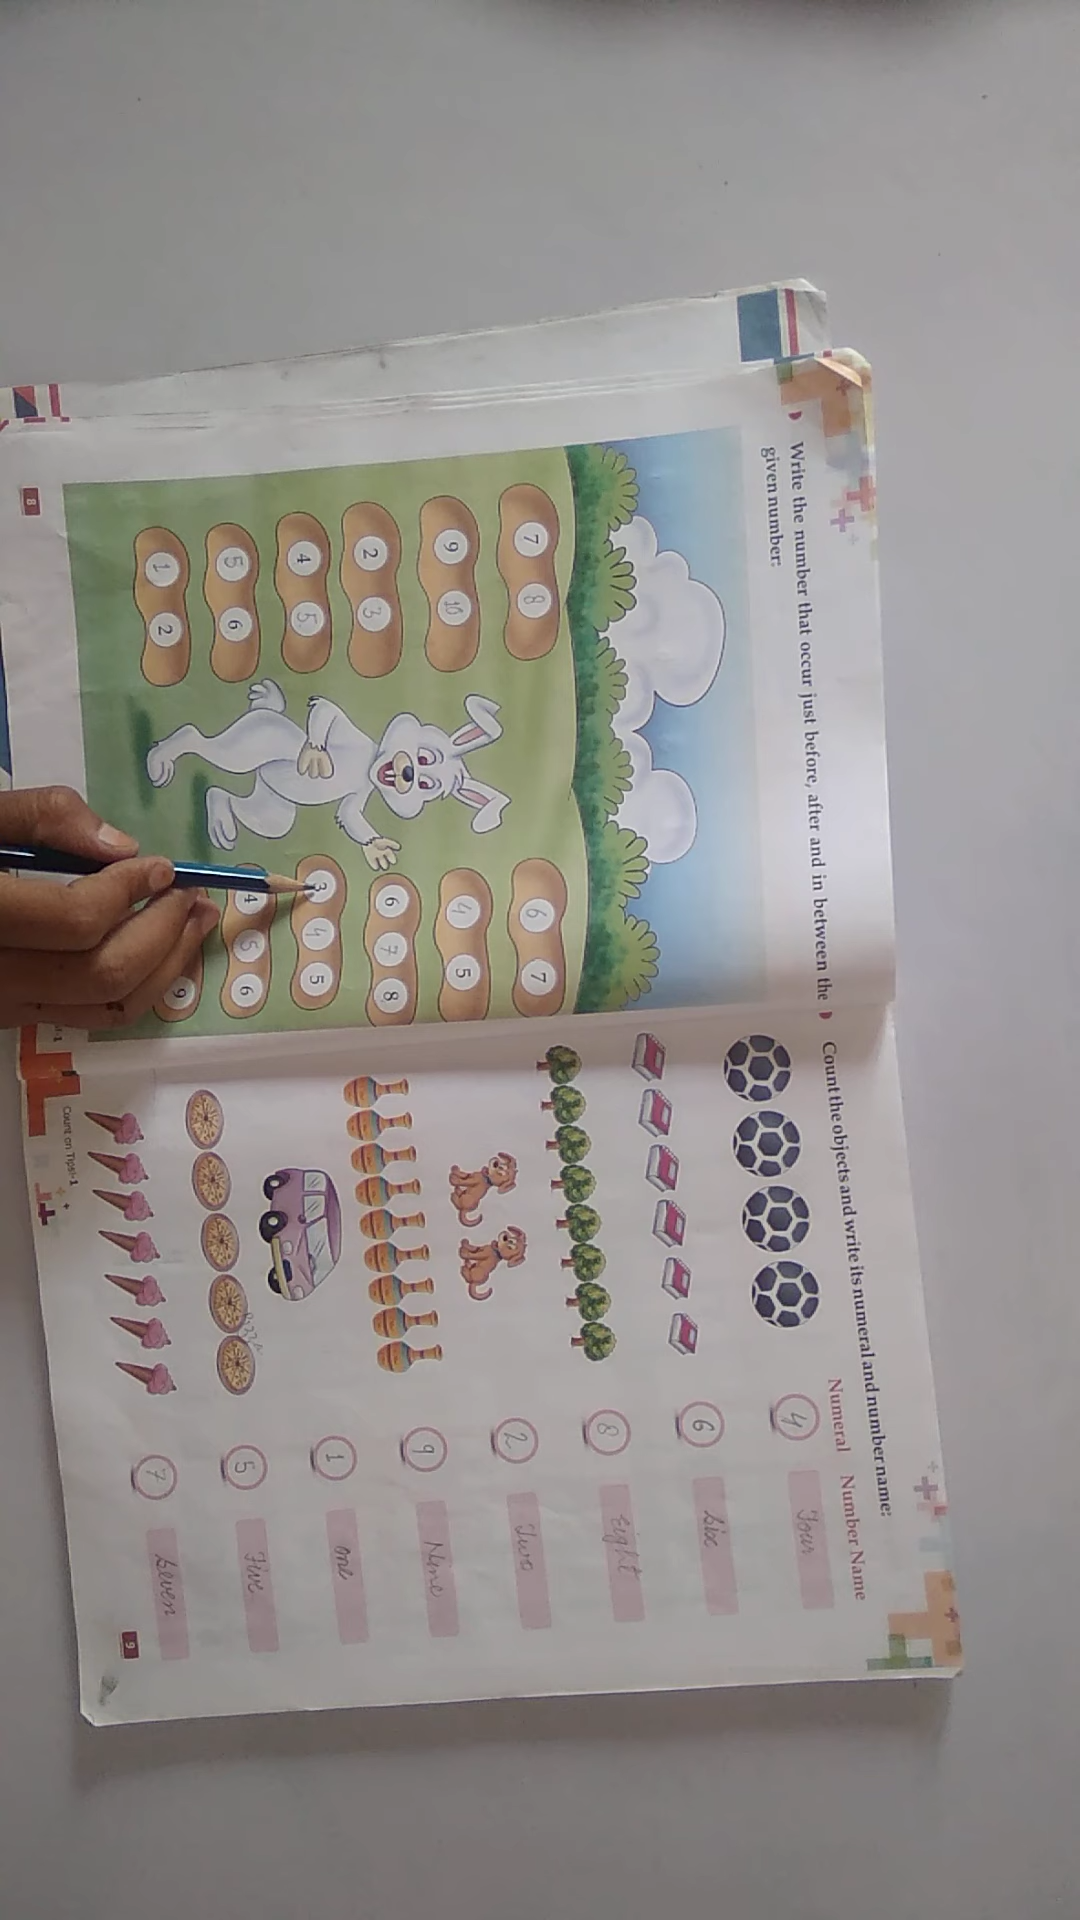 Write the number that occur just before, after and in between the
given number:
7 8
9 10
2 3
4 5
5 6
1 2
6 7
4 5
6 7 8
3 4 5
4 5 6
9
8
Count the objects and write its numeral and number name:
Numeral Number Name
4 Four
6 Six
8 Eight
2 Two
9 Nine
1 One
Pizza
5 Five
7 Seven
Count on Tips!-1
9